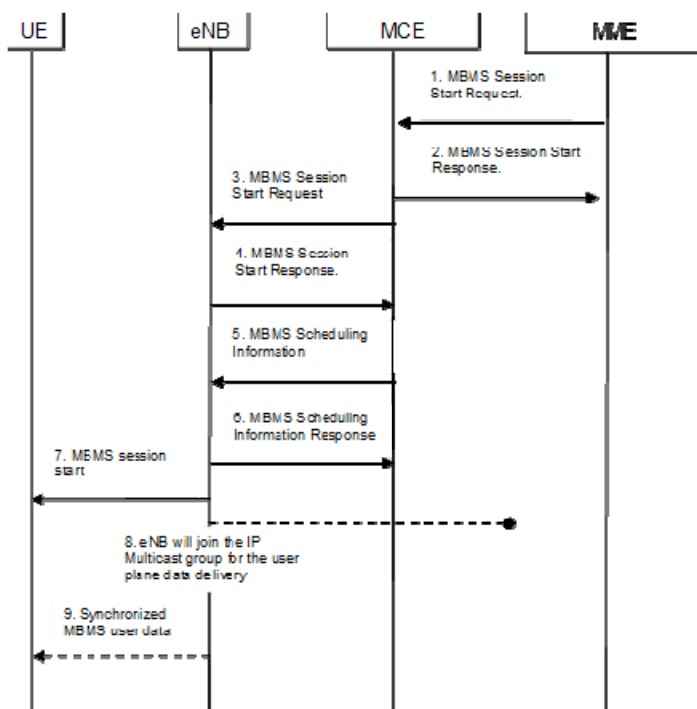 UE
eNB
MCE
MME
1. MBMS Session
Start Request.
2. MBMS Session Start
Response.
3. MBMS Session
Start Request
4. MBMS Session
Start Response.
5. MBMS Scheduling
Information
6. MBMS Scheduling
Information Response
7. MBMS session
start
8. eNB will join the IP
Multicast group for the user
plane data delivery
9. Synchronized
MBMS user data